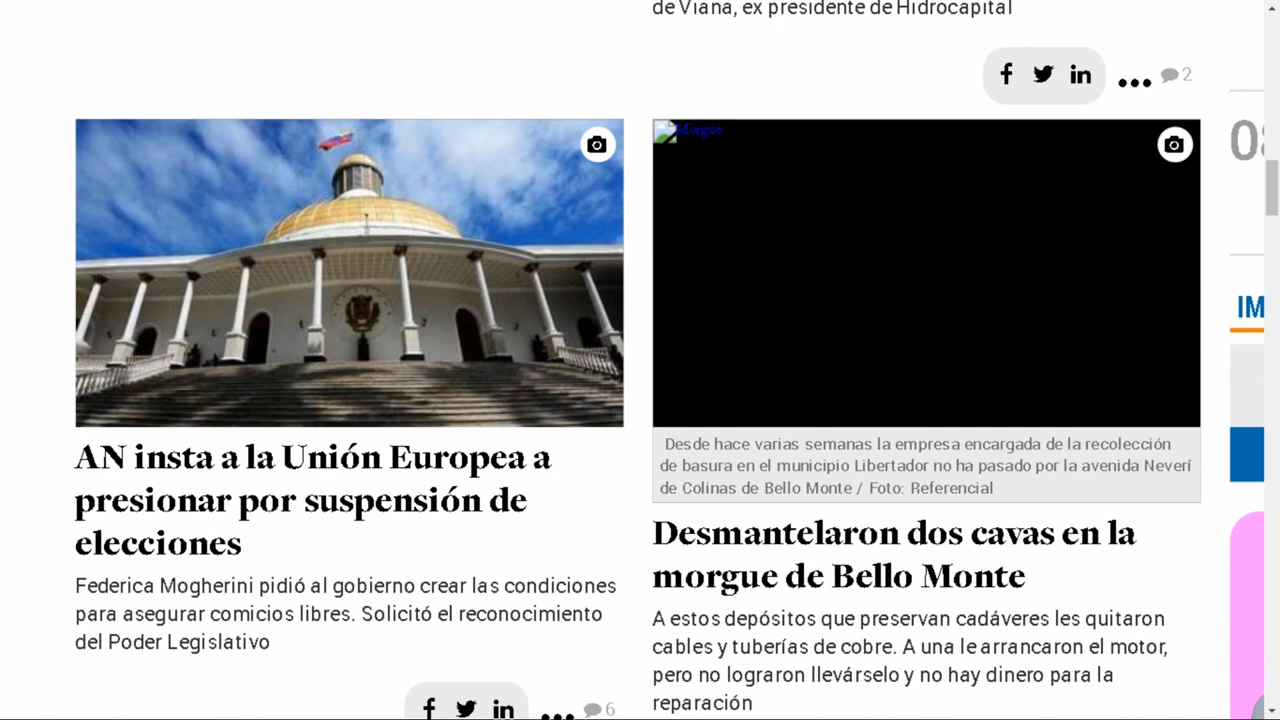 de Viana, ex presidente de Hidrocapital
2
Morgue
AN insta a la Unión Europea a
presionar por suspensión de
elecciones
Federica Mogherini pidió al gobierno crear las condiciones
para asegurar comicios libres. Solicitó el reconocimiento
del Poder Legislativo
6
Desde hace varias semanas la empresa encargada de la recolección
de basura en el municipio Libertador no ha pasado por la avenida Neverí
de Colinas de Bello Monte / Foto: Referencial
Desmantelaron dos cavas en la
morgue de Bello Monte
A estos depósitos que preservan cadáveres les quitaron
cables y tuberías de cobre. A una le arrancaron el motor,
pero no lograron llevárselo y no hay dinero para la
reparación
IM